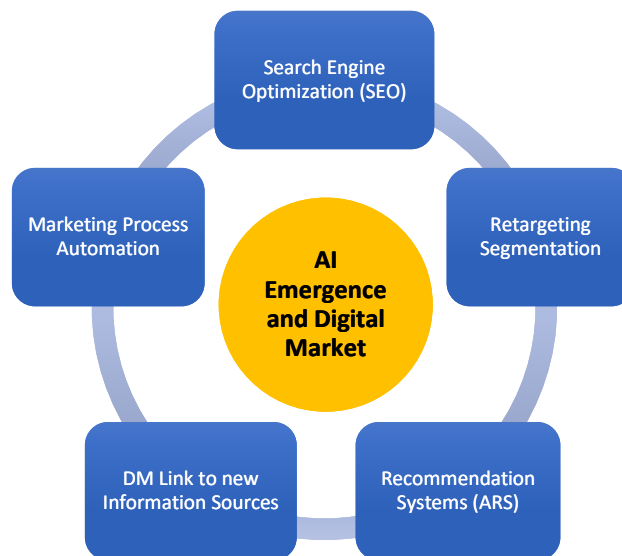 Search Engine
Optimization (SEO)
Marketing Process
Automation
Retargeting
Segmentation
AI
Emergence
and Digital
Market
DM Link to new
Information Sources
Recommendation
Systems (ARS)